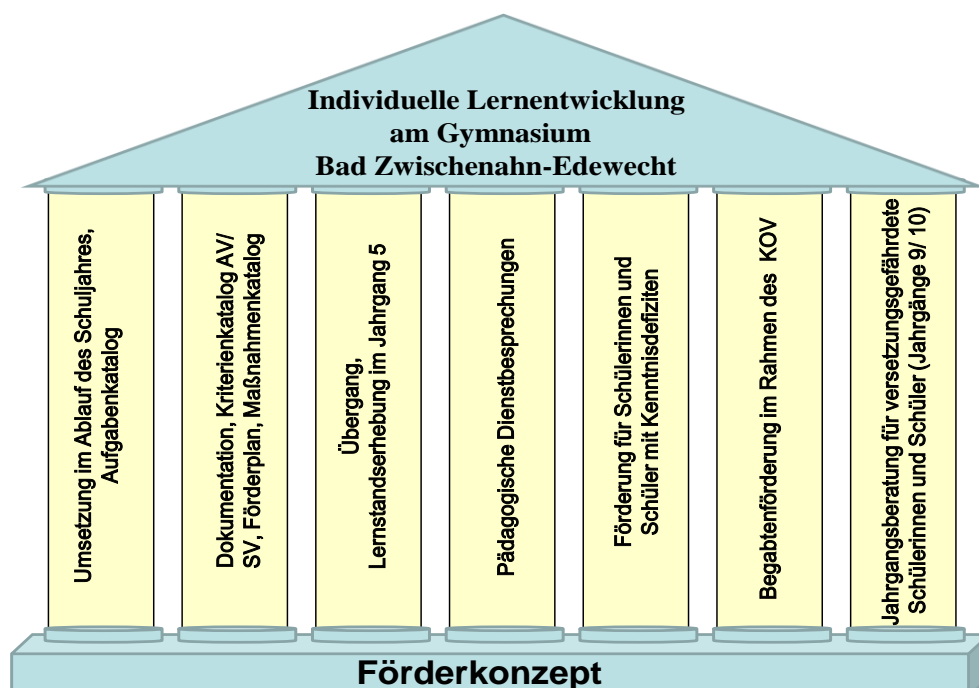 Individuelle Lernentwicklung
am Gymnasium
Bad Zwischenahn-Edewecht
Umsetzung im Ablauf des Schuljahres,
Aufgabenkatalog
Dokumentation, Kriterienkatalog AV/
SV, Förderplan, Maßnahmenkatalog
Übergang,
Lernstandserhebung im Jahrgang 5
Pädagogische Dienstbesprechungen
Förderung für Schülerinnen und
Schüler mit Kenntnisdefiziten
Begabtenförderung im Rahmen des KOV
Jahrgangsberatung für versetzungsgefährdete
Schülerinnen und Schüler (Jahrgänge 9/ 10)
Förderkonzept